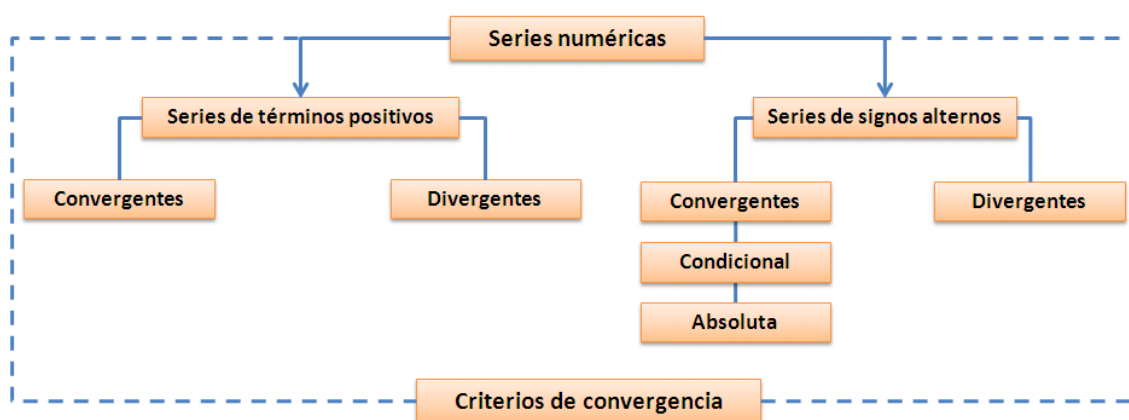 Series numéricas
Series de términos positivos
Series de signos alternos
Convergentes
Divergentes
Convergentes
Divergentes
Condicional
Absoluta
Criterios de convergencia